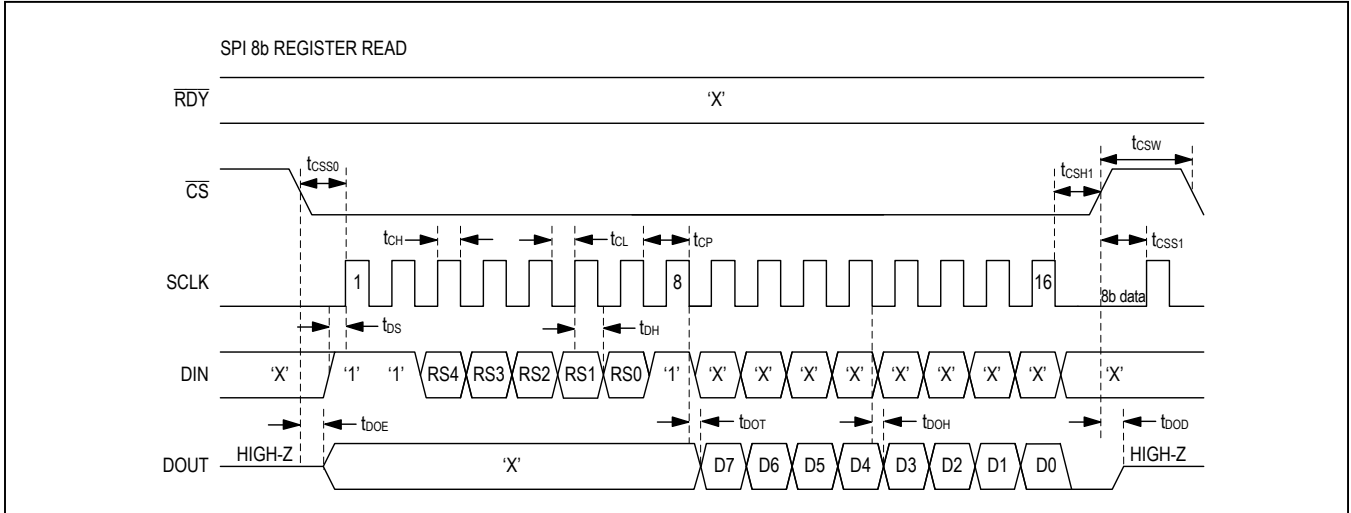 SPI 8b REGISTER READ
RDY 'X'
tCSS0 tCSH1 tCSW
CS
tCH tCL tCP tCSS1
SCLK 1 8 16 8b data
tDS tDH
DIN 'X' '1' '1' RS4 RS3 RS2 RS1 RS0 '1' 'X' 'X' 'X' 'X' 'X' 'X' 'X' 'X' 'X'
tDOE tDOT tDOH tDOD
DOUT HIGH-Z 'X' D7 D6 D5 D4 D3 D2 D1 D0 HIGH-Z